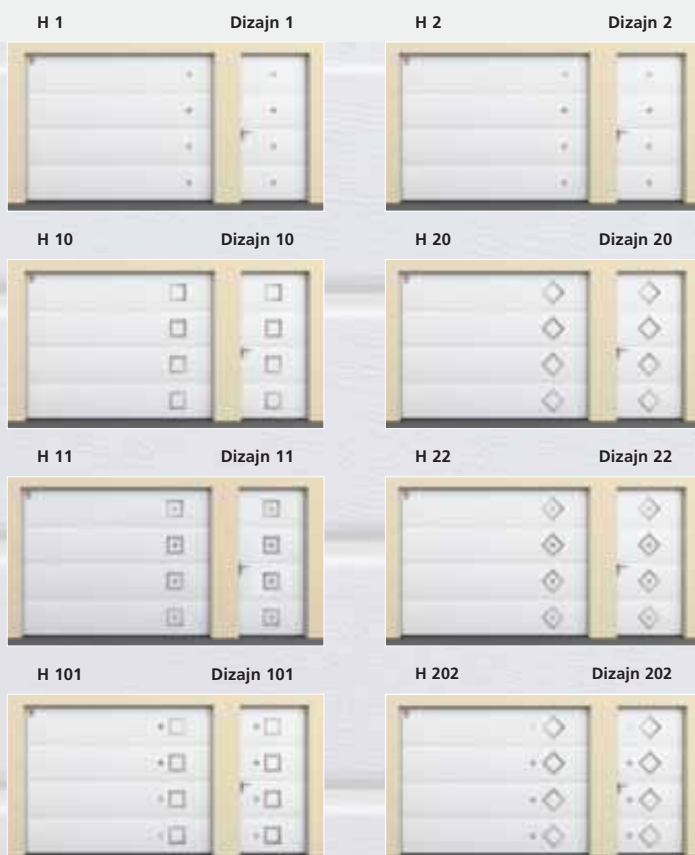 H 1 Dizajn 1 H 2 Dizajn 2
H 10 Dizajn 10 H 20 Dizajn 20
H 11 Dizajn 11 H 22 Dizajn 22
H 101 Dizajn 101 H 202 Dizajn 202